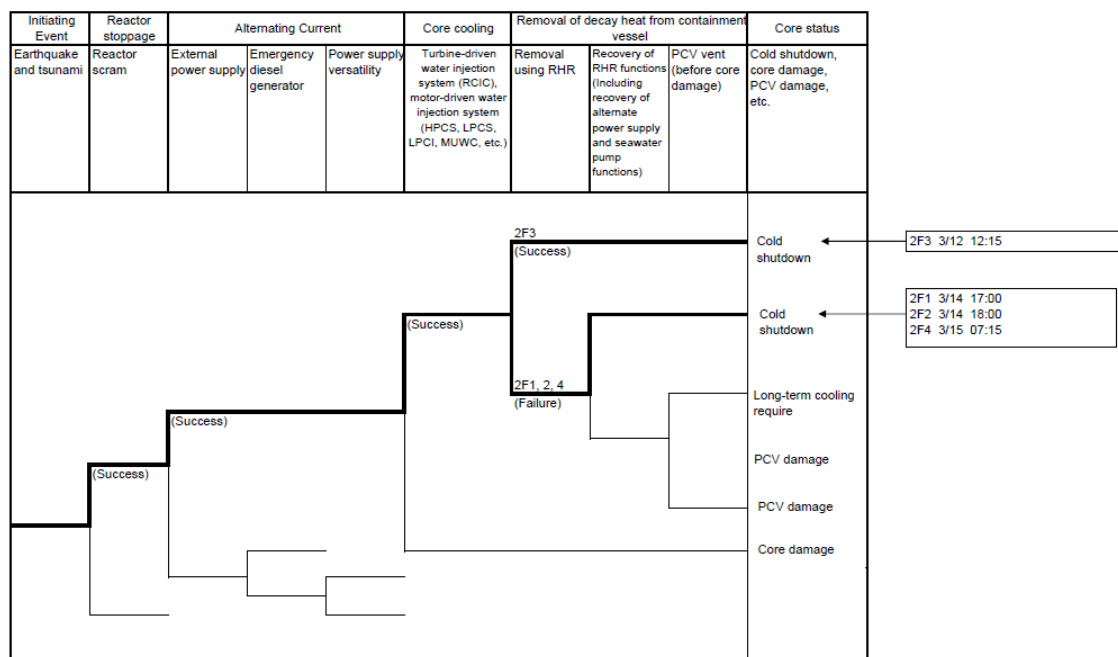 Initiating
Event
Reactor
stoppage
Alternating Current
Core cooling
Removal of decay heat from containment
vessel
Core status
Earthquake
and tsunami
Reactor
scram
External
power supply
Emergency
diesel
generator
Power supply
versatility
Turbine-driven
water injection
system (RCIC),
motor-driven water
injection system
(HPCS, LPCS,
LPCI, MUWC, etc.)
Removal
using RHR
Recovery of
RHR functions
(Including
recovery of
alternate
power supply
and seawater
pump
functions)
PCV vent
(before core
damage)
Cold shutdown,
core damage,
PCV damage,
etc.
2F3
(Success)
Cold
shutdown
2F3 3/12 12:15
(Success)
Cold
shutdown
2F1 3/14 17:00
2F2 3/14 18:00
2F4 3/15 07:15
2F1, 2, 4
(Failure)
Long-term cooling
require
(Success)
PCV damage
(Success)
PCV damage
Core damage